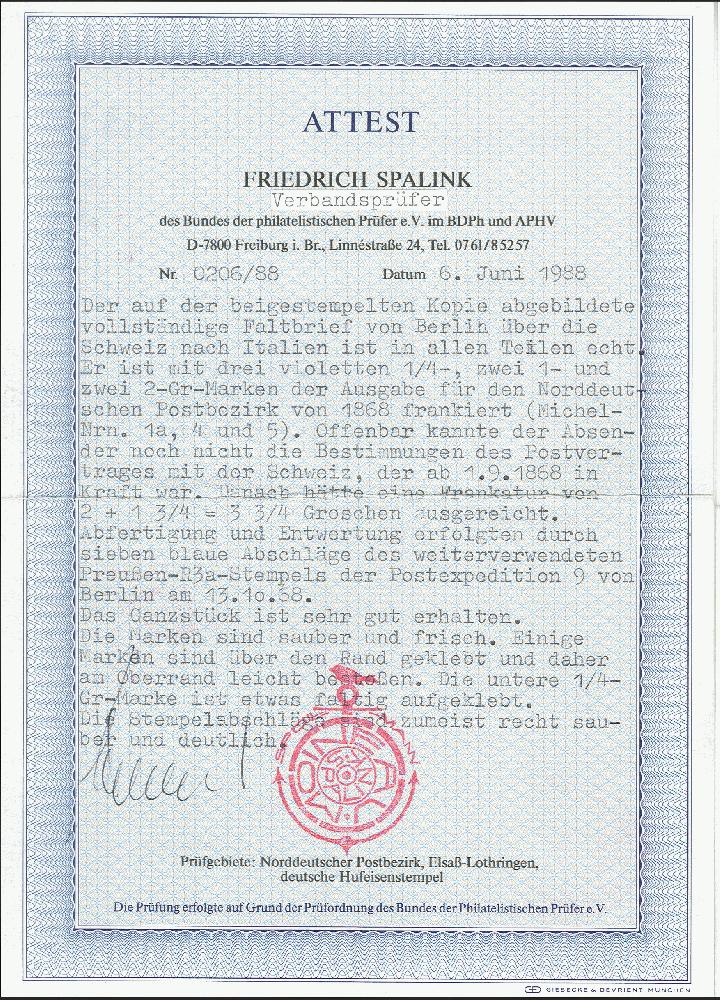 ATTEST
FRIEDRICH SPALINK
Verbandsprüfer
des Bundes der philatelistischen Prüfer e.V. im BDPh und APHV
D-7800 Freiburg i. Br., Linnéstraße 24, Tel. 0761/85257
Nr. 0206/88 Datum 6. Juni 1988
Der auf der beigestempelten Kopie abgebildete
vollständige Faltbrief von Berlin über die
Schweiz nach Italien ist in allen Teilen echt.
Er ist mit drei violetten 1/4-, zwei 1- und
zwei 2-Gr-Marken der Ausgabe für den Norddeut-
schen Postbezirk von 1868 frankiert (Michel-
Nrn. 1a, 4 und 5). Offenbar kannte der Absen-
der noch nicht die Bestimmungen des Postver-
trages mit der Schweiz, der ab 1.9.1868 in
Kraft war. Danach hätte eine Frankatur von
2 + 1 3/4 = 3 3/4 Groschen ausgereicht.
Abfertigung und Entwertung erfolgten durch
sieben blaue Abschläge des weiterverwendeten
Preußen-R3a-Stempels der Postexpedition 9 von
Berlin am 13.10.68.
Das Ganzstück ist sehr gut erhalten.
Die Marken sind sauber und frisch. Einige
Marken sind über den Rand geklebt und daher
am Oberrand leicht bestoßen. Die untere 1/4-
Gr-Marke ist etwas faltig aufgeklebt.
Die Stempelabschläge sind zumeist recht sau-
ber und deutlich.
Prüfgebiete: Norddeutscher Postbezirk, Elsaß-Lothringen,
deutsche Hufeisenstempel
Die Prüfung erfolgte auf Grund der Prüfordnung des Bundes der Philatelistischen Prüfer e.V.
GIESECKE & DEVRIENT MÜNCHEN